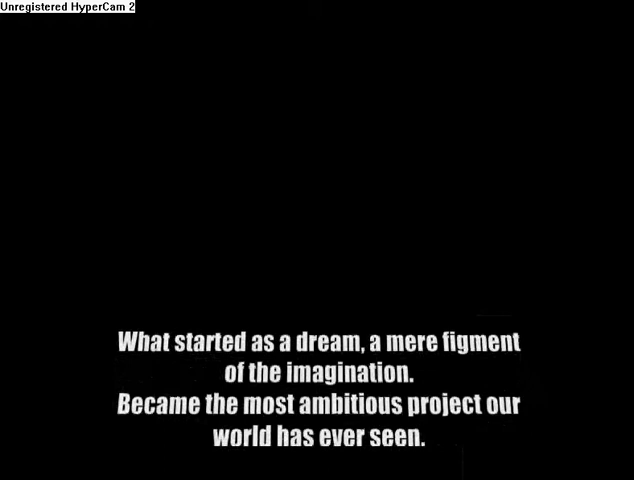 Unregistered HyperCam 2
What started as a dream, a mere figment
of the imagination.
Became the most ambitious project our
world has ever seen.